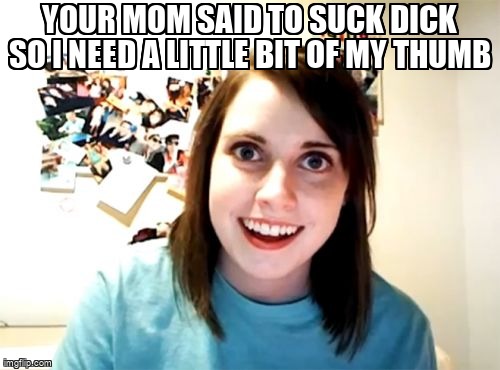 YOUR MOM SAID TO SUCK DICK
SO I NEED A LITTLE BIT OF MY THUMB
imgflip.com